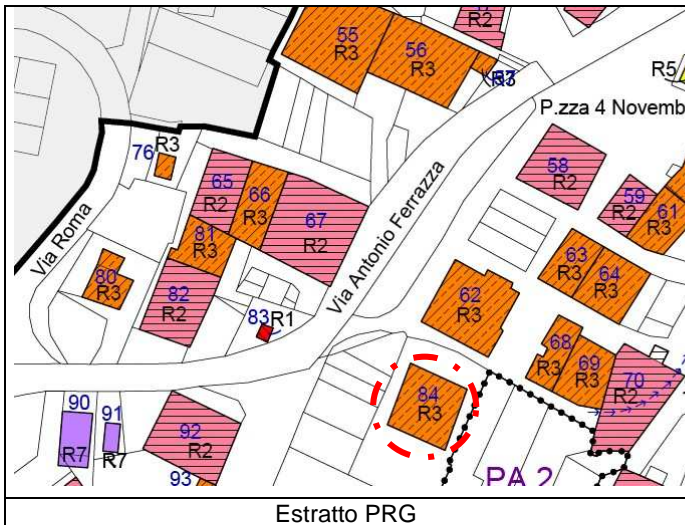 55
R3
56
R3
R2
57
R3
R5
P.zza 4 Novemb
76
R3
65
R2
66
R3
67
R2
58
R2
59
R2
61
R3
Via Roma
Via Antonio Ferrazza
81
R3
80
R3
82
R2
83
R1
62
R3
63
R3
64
R3
68
R3
69
R3
70
R2
84
R3
90
R7
91
R7
92
R2
93
PA 2
Estratto PRG